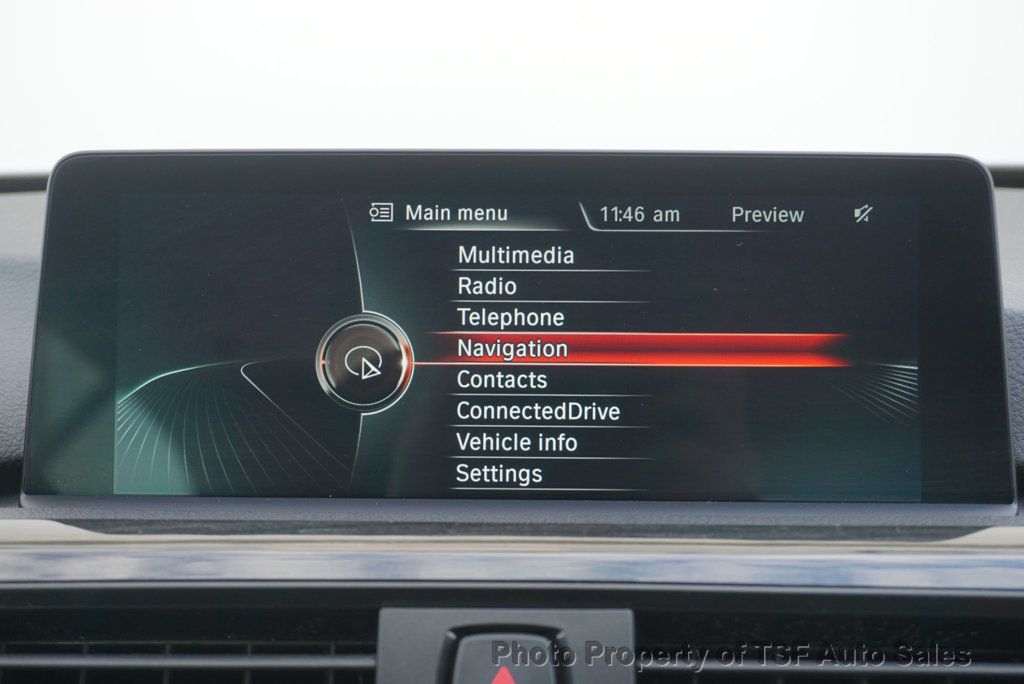 Main menu 11:46 am Preview
Multimedia
Radio
Telephone
Navigation
Contacts
ConnectedDrive
Vehicle info
Settings
Photo Property of TSF Auto Sales